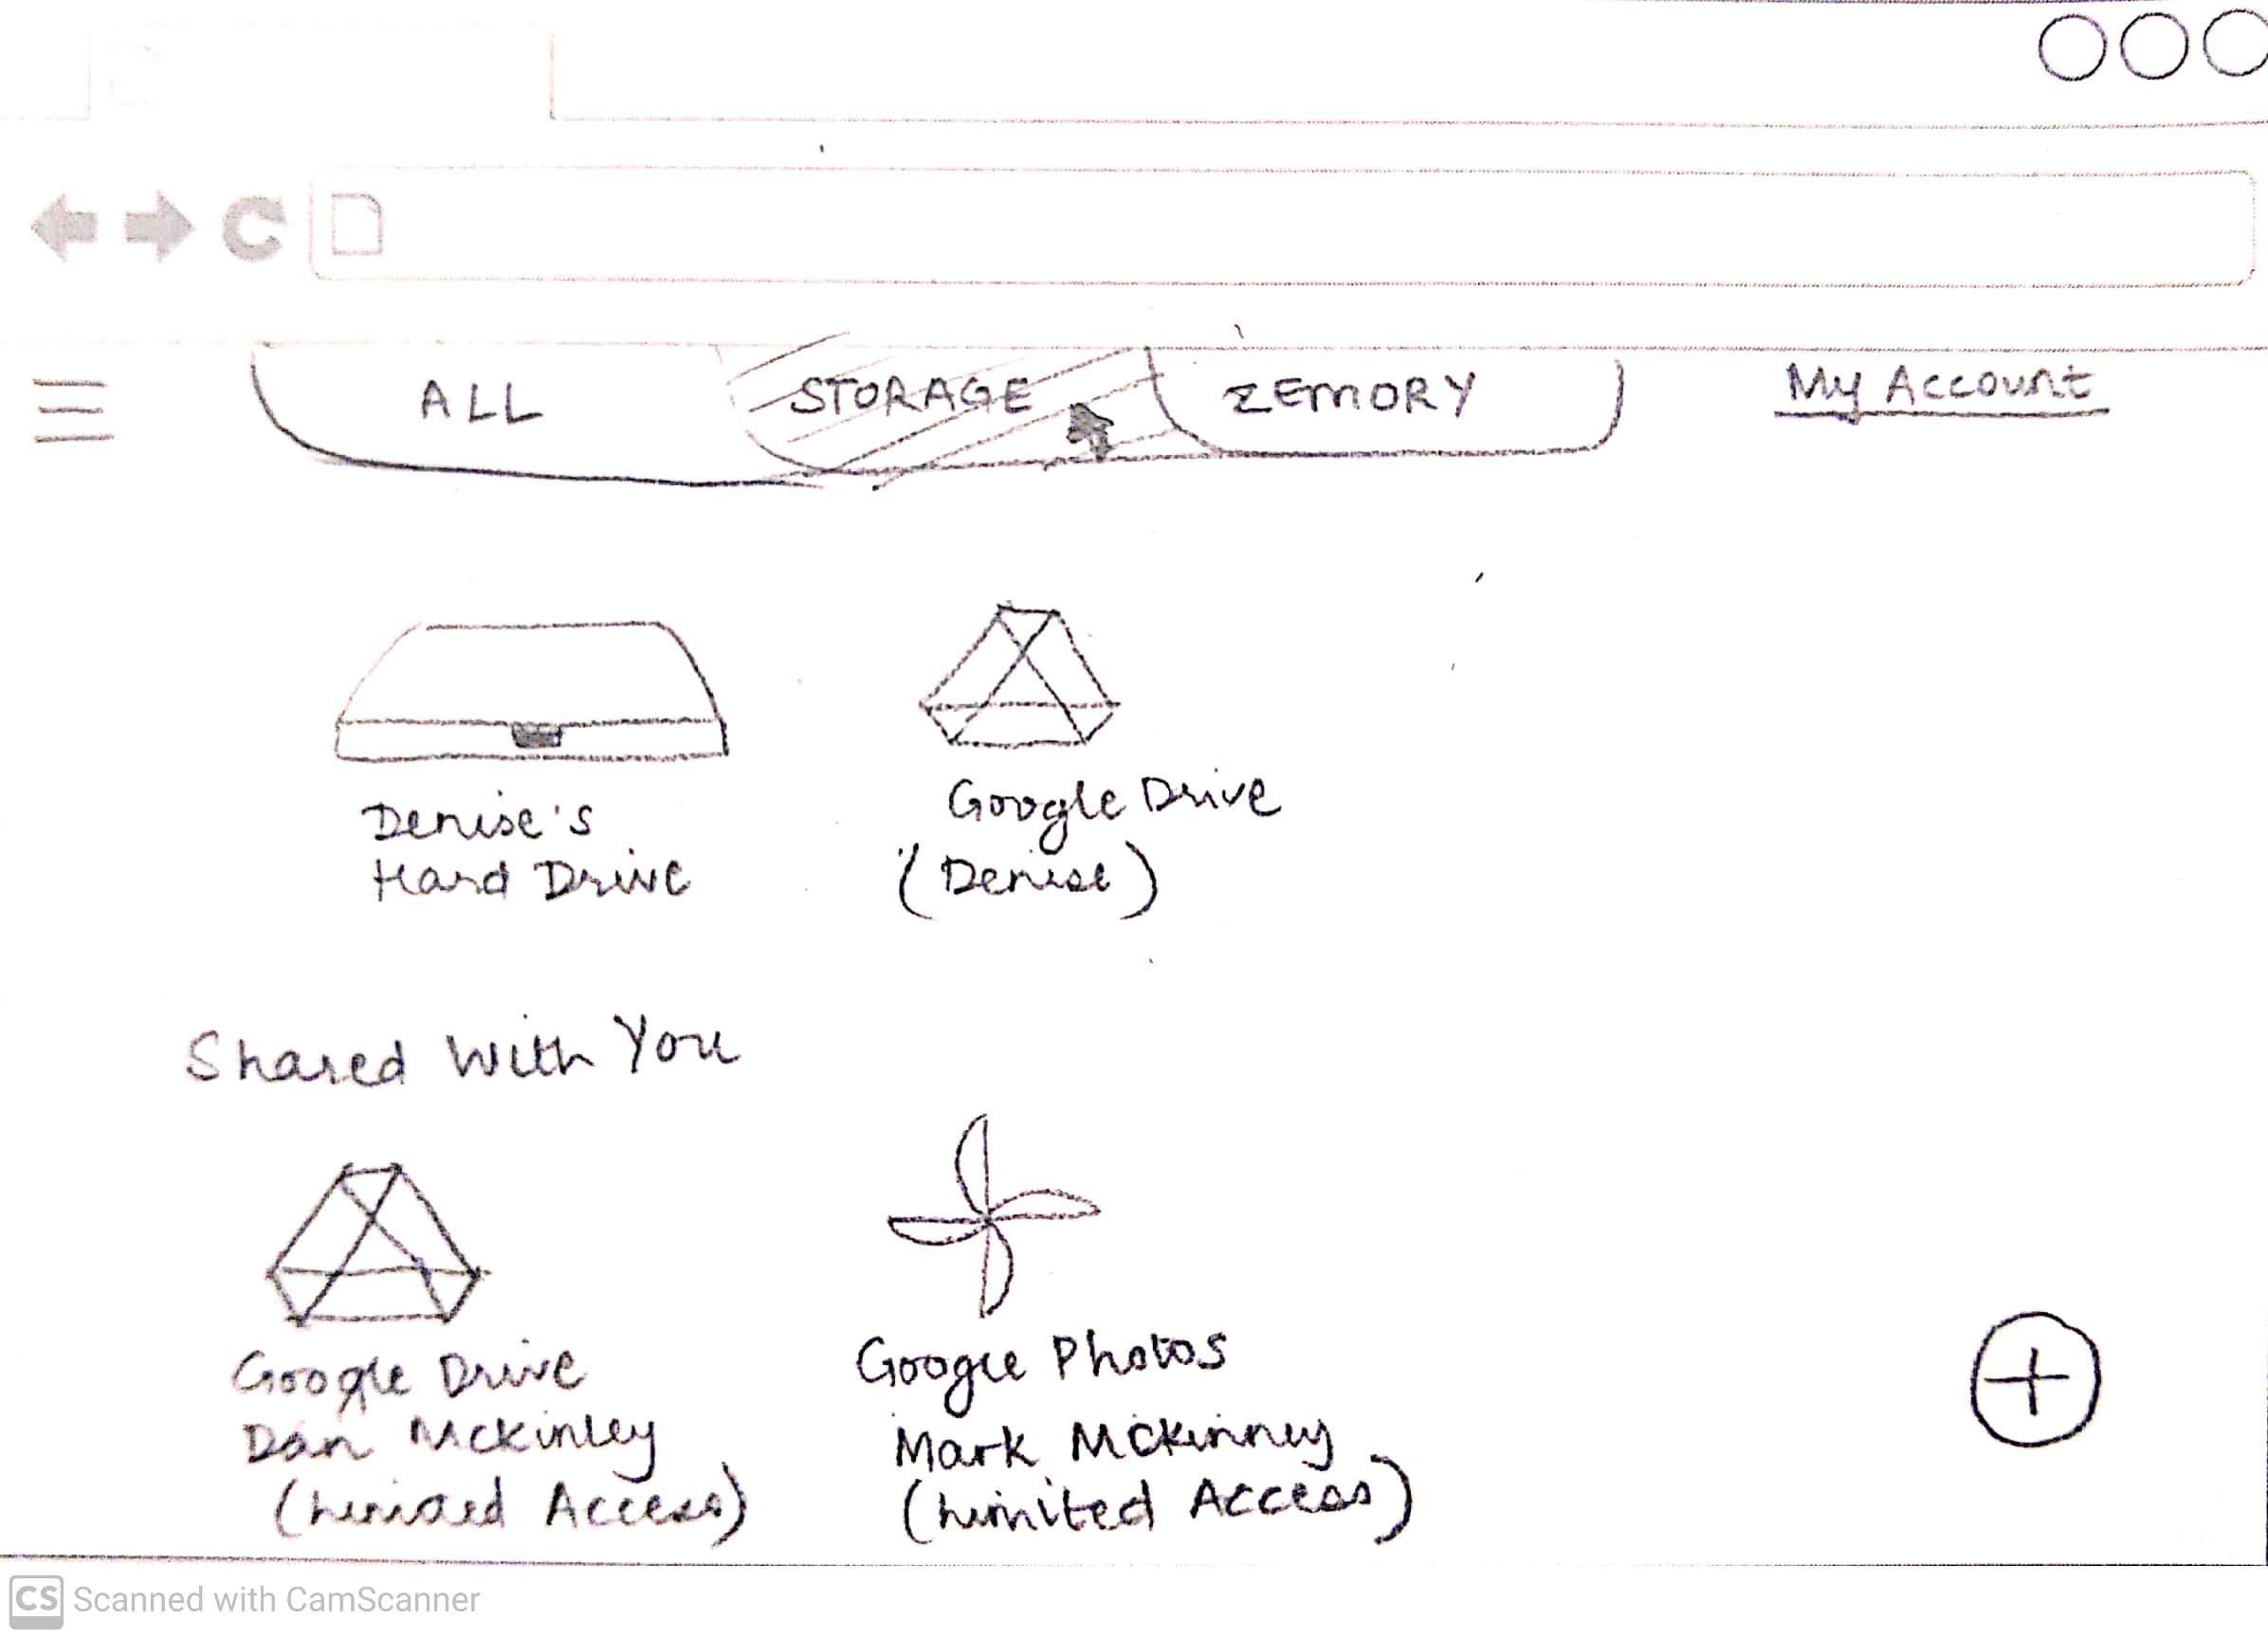 ALL STORAGE ZEMORY My Account
Denise's
Hard Drive
Google Drive
(Denise)
Shared With You
Google Drive
Dan Mckinley
(Limited Access)
Google Photos
Mark Mckinney
(Limited Access)
CS Scanned with CamScanner